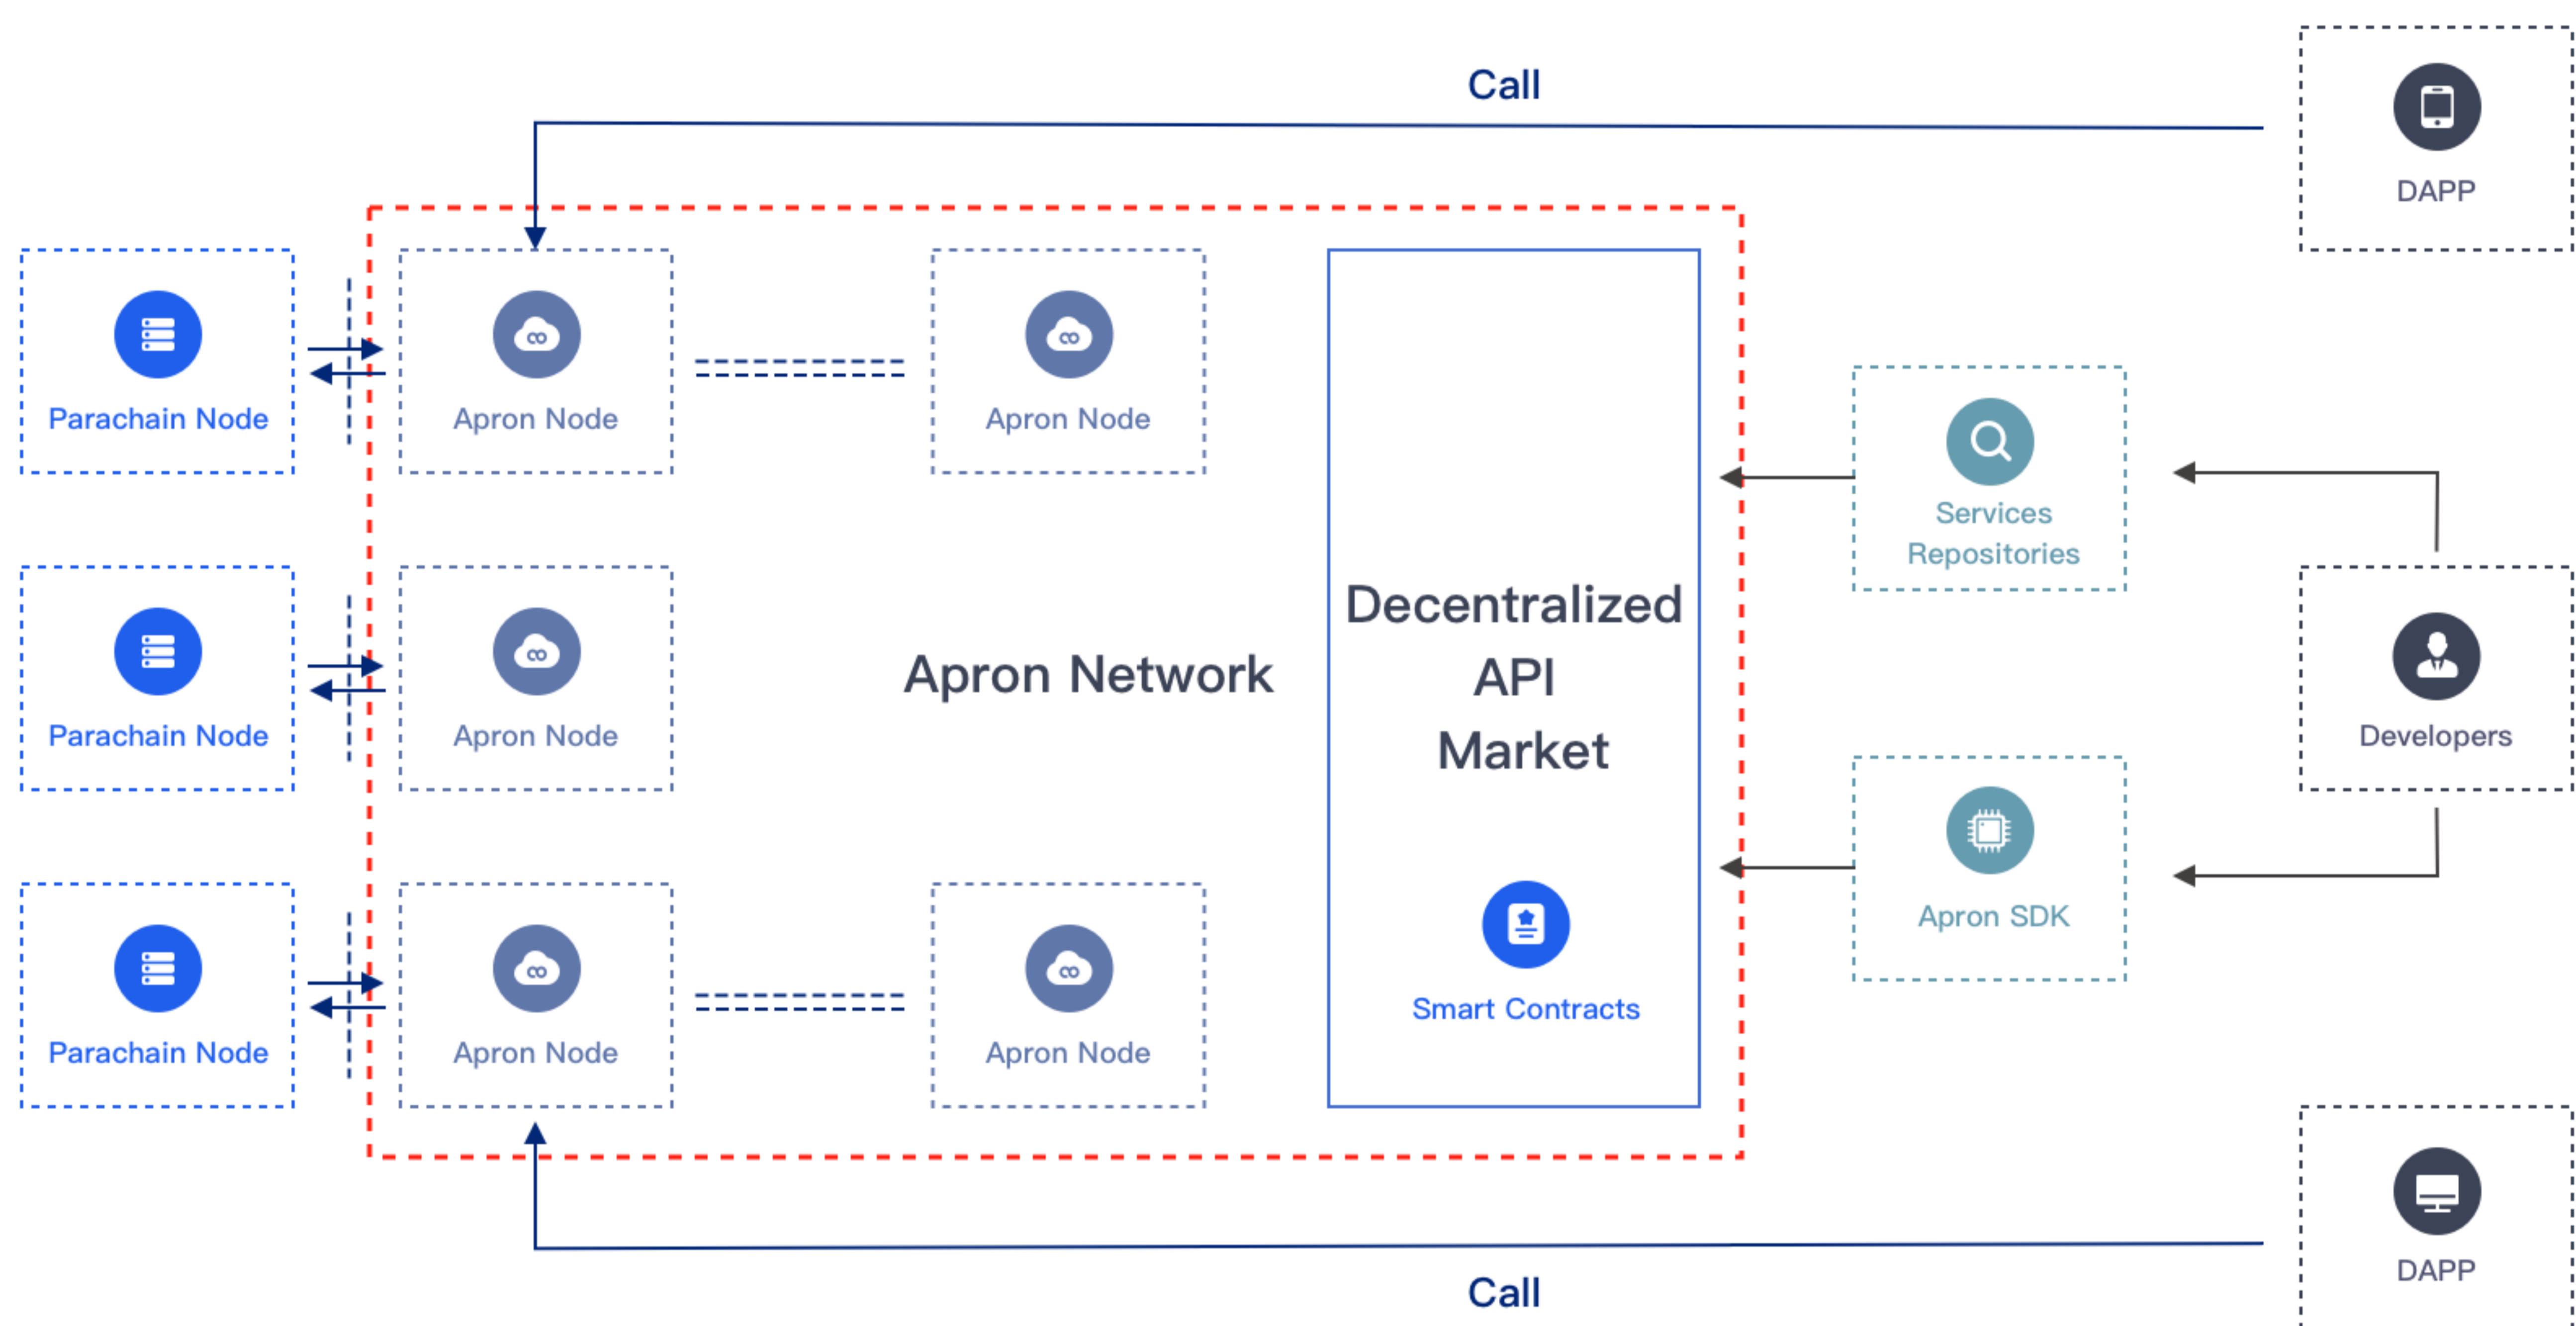 Call
DAPP
Parachain Node
Apron Node
Apron Node
Services
Repositories
Decentralized
API
Market
Apron Network
Parachain Node
Apron Node
Developers
Apron SDK
Smart Contracts
Parachain Node
Apron Node
Apron Node
DAPP
Call